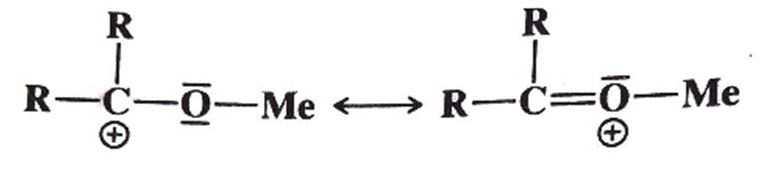 R R
R—C—O—Me ⟷ R—C=O—Me
⊕ ⊕